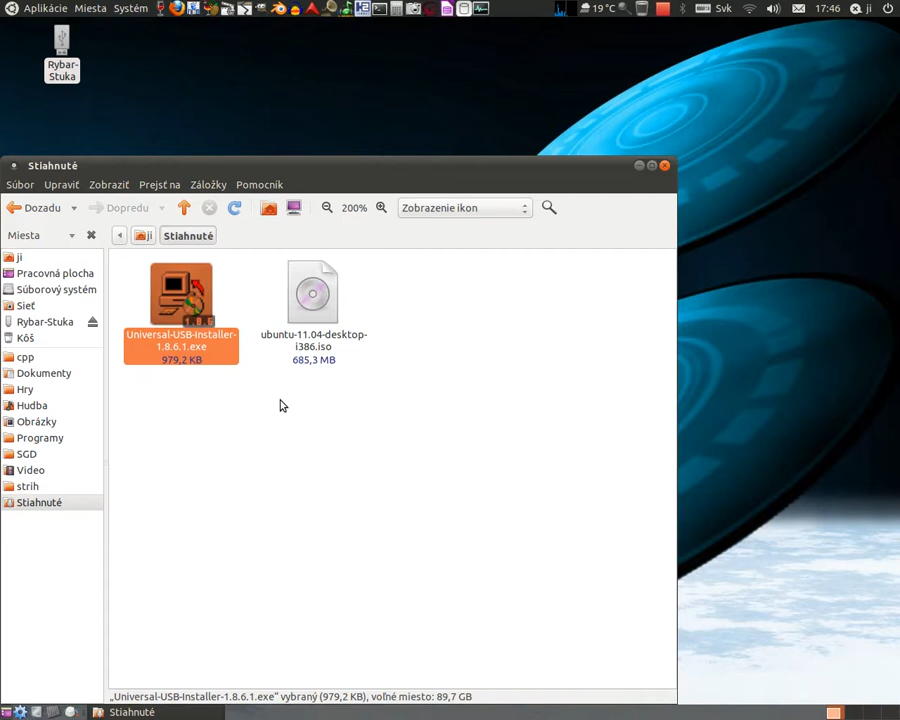 Aplikácie Miesta Systém 19 °C Svk 17:46 ji
Rybar-
Stuka
Stiahnuté
Súbor Upraviť Zobraziť Prejsť na Záložky Pomocník
Dozadu Dopredu 200% Zobrazenie ikon
Miesta ji Stiahnuté
ji
Pracovná plocha
Súborový systém
Sieť
Rybar-Stuka
Kôš
cpp
Dokumenty
Hry
Hudba
Obrázky
Programy
SGD
Video
strih
Stiahnuté
1.8.6
Universal-USB-Installer-
1.8.6.1.exe
979,2 KB
ubuntu-11.04-desktop-
i386.iso
685,3 MB
„Universal-USB-Installer-1.8.6.1.exe“ vybraný (979,2 KB), voľné miesto: 89,7 GB
Stiahnuté